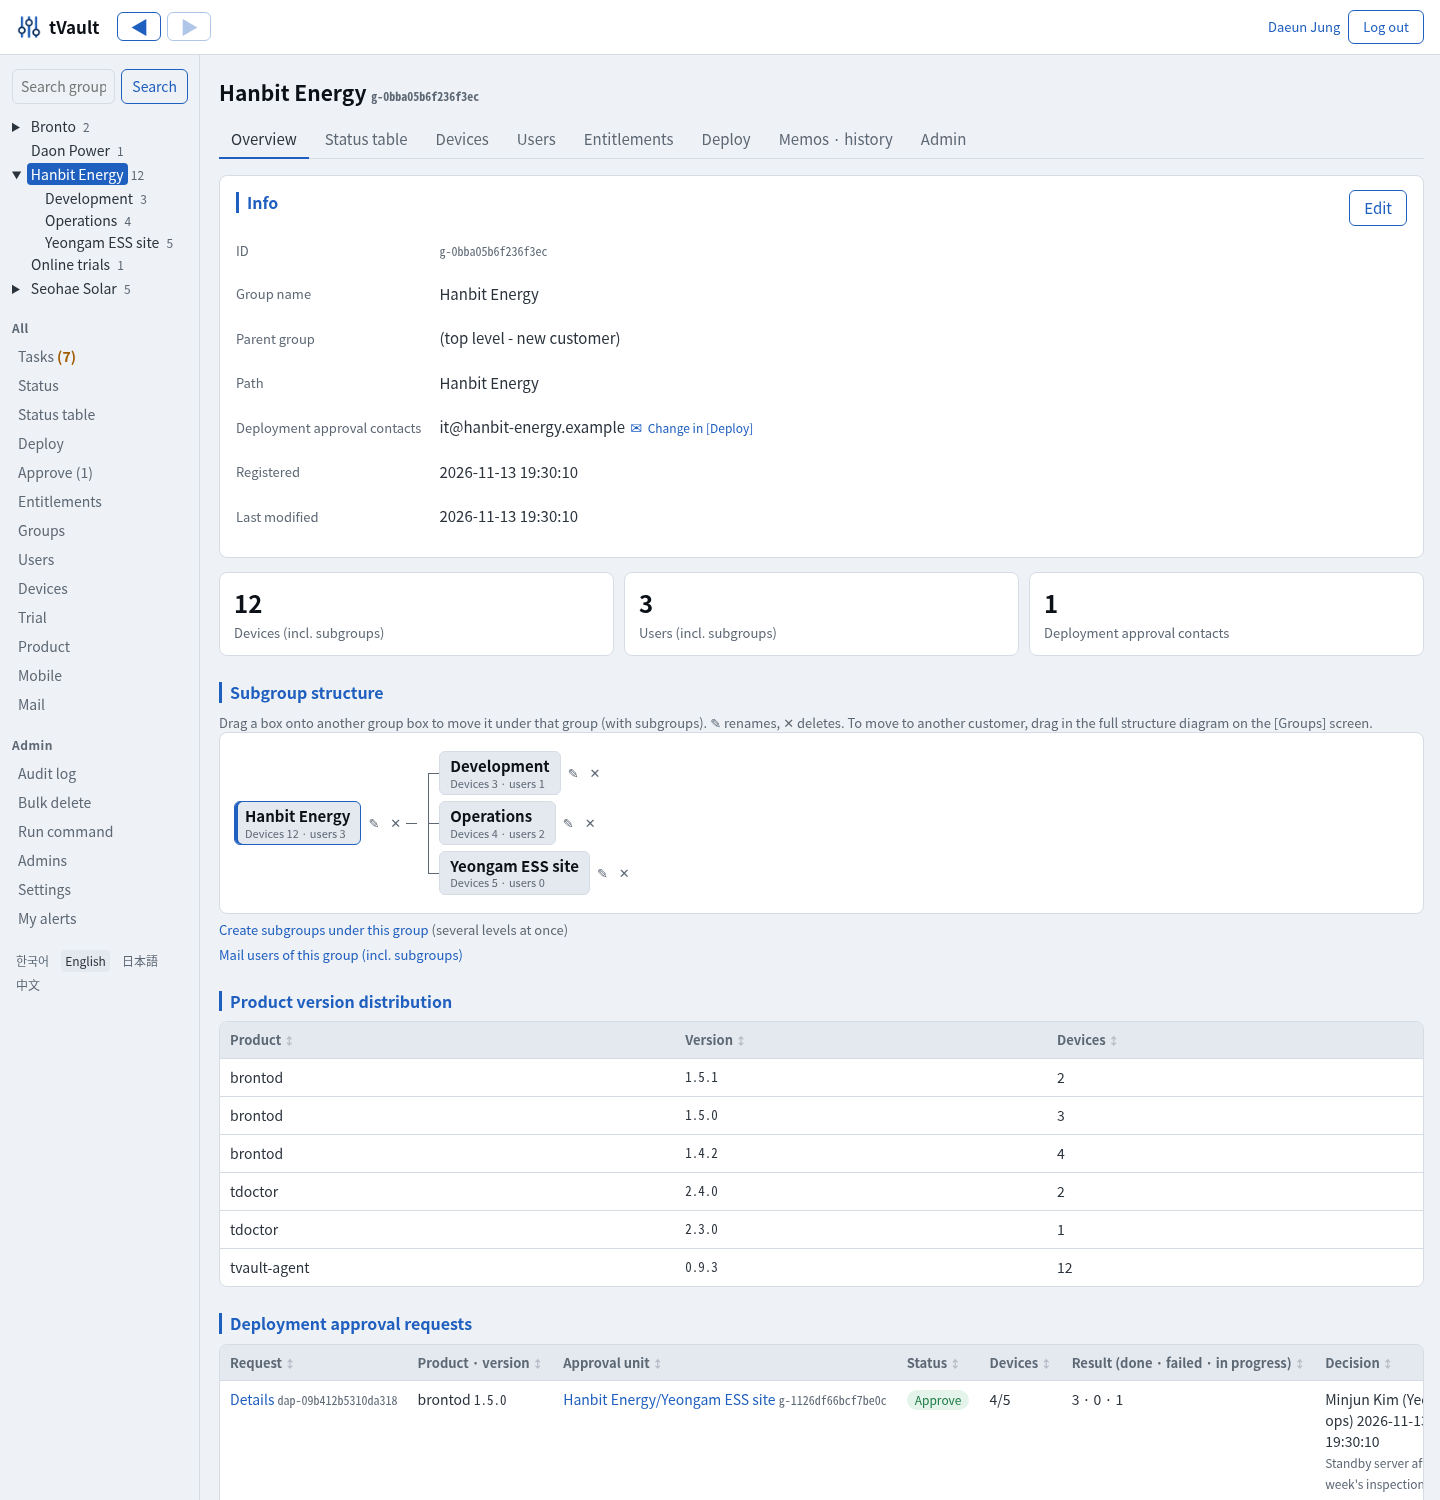 tVault ◀ ▶ Daeun Jung Log out
Search group Search
▶ Bronto 2
Daon Power 1
▼ Hanbit Energy 12
Development 3
Operations 4
Yeongam ESS site 5
Online trials 1
▶ Seohae Solar 5
All
Tasks (7)
Status
Status table
Deploy
Approve (1)
Entitlements
Groups
Users
Devices
Trial
Product
Mobile
Mail
Admin
Audit log
Bulk delete
Run command
Admins
Settings
My alerts
한국어 English 日本語
中文
Hanbit Energy g-0bba05b6f236f3ec
Overview Status table Devices Users Entitlements Deploy Memos · history Admin
Info Edit
ID g-0bba05b6f236f3ec
Group name Hanbit Energy
Parent group (top level - new customer)
Path Hanbit Energy
Deployment approval contacts it@hanbit-energy.example ✉ Change in [Deploy]
Registered 2026-11-13 19:30:10
Last modified 2026-11-13 19:30:10
12 3 1
Devices (incl. subgroups) Users (incl. subgroups) Deployment approval contacts
Subgroup structure
Drag a box onto another group box to move it under that group (with subgroups). ✎ renames, ✕ deletes. To move to another customer, drag in the full structure diagram on the [Groups] screen.
Hanbit Energy ✎ ✕
Devices 12 · users 3
Development ✎ ✕
Devices 3 · users 1
Operations ✎ ✕
Devices 4 · users 2
Yeongam ESS site ✎ ✕
Devices 5 · users 0
Create subgroups under this group (several levels at once)
Mail users of this group (incl. subgroups)
Product version distribution
Product ↕ Version ↕ Devices ↕
brontod 1.5.1 2
brontod 1.5.0 3
brontod 1.4.2 4
tdoctor 2.4.0 2
tdoctor 2.3.0 1
tvault-agent 0.9.3 12
Deployment approval requests
Request ↕ Product · version ↕ Approval unit ↕ Status ↕ Devices ↕ Result (done · failed · in progress) ↕ Decision ↕
Details dap-09b412b5310da318 brontod 1.5.0 Hanbit Energy/Yeongam ESS site g-1126df66bcf7be0c Approve 4/5 3 · 0 · 1 Minjun Kim
ops) 2026-11-
19:30:10
Standby server
week's inspection